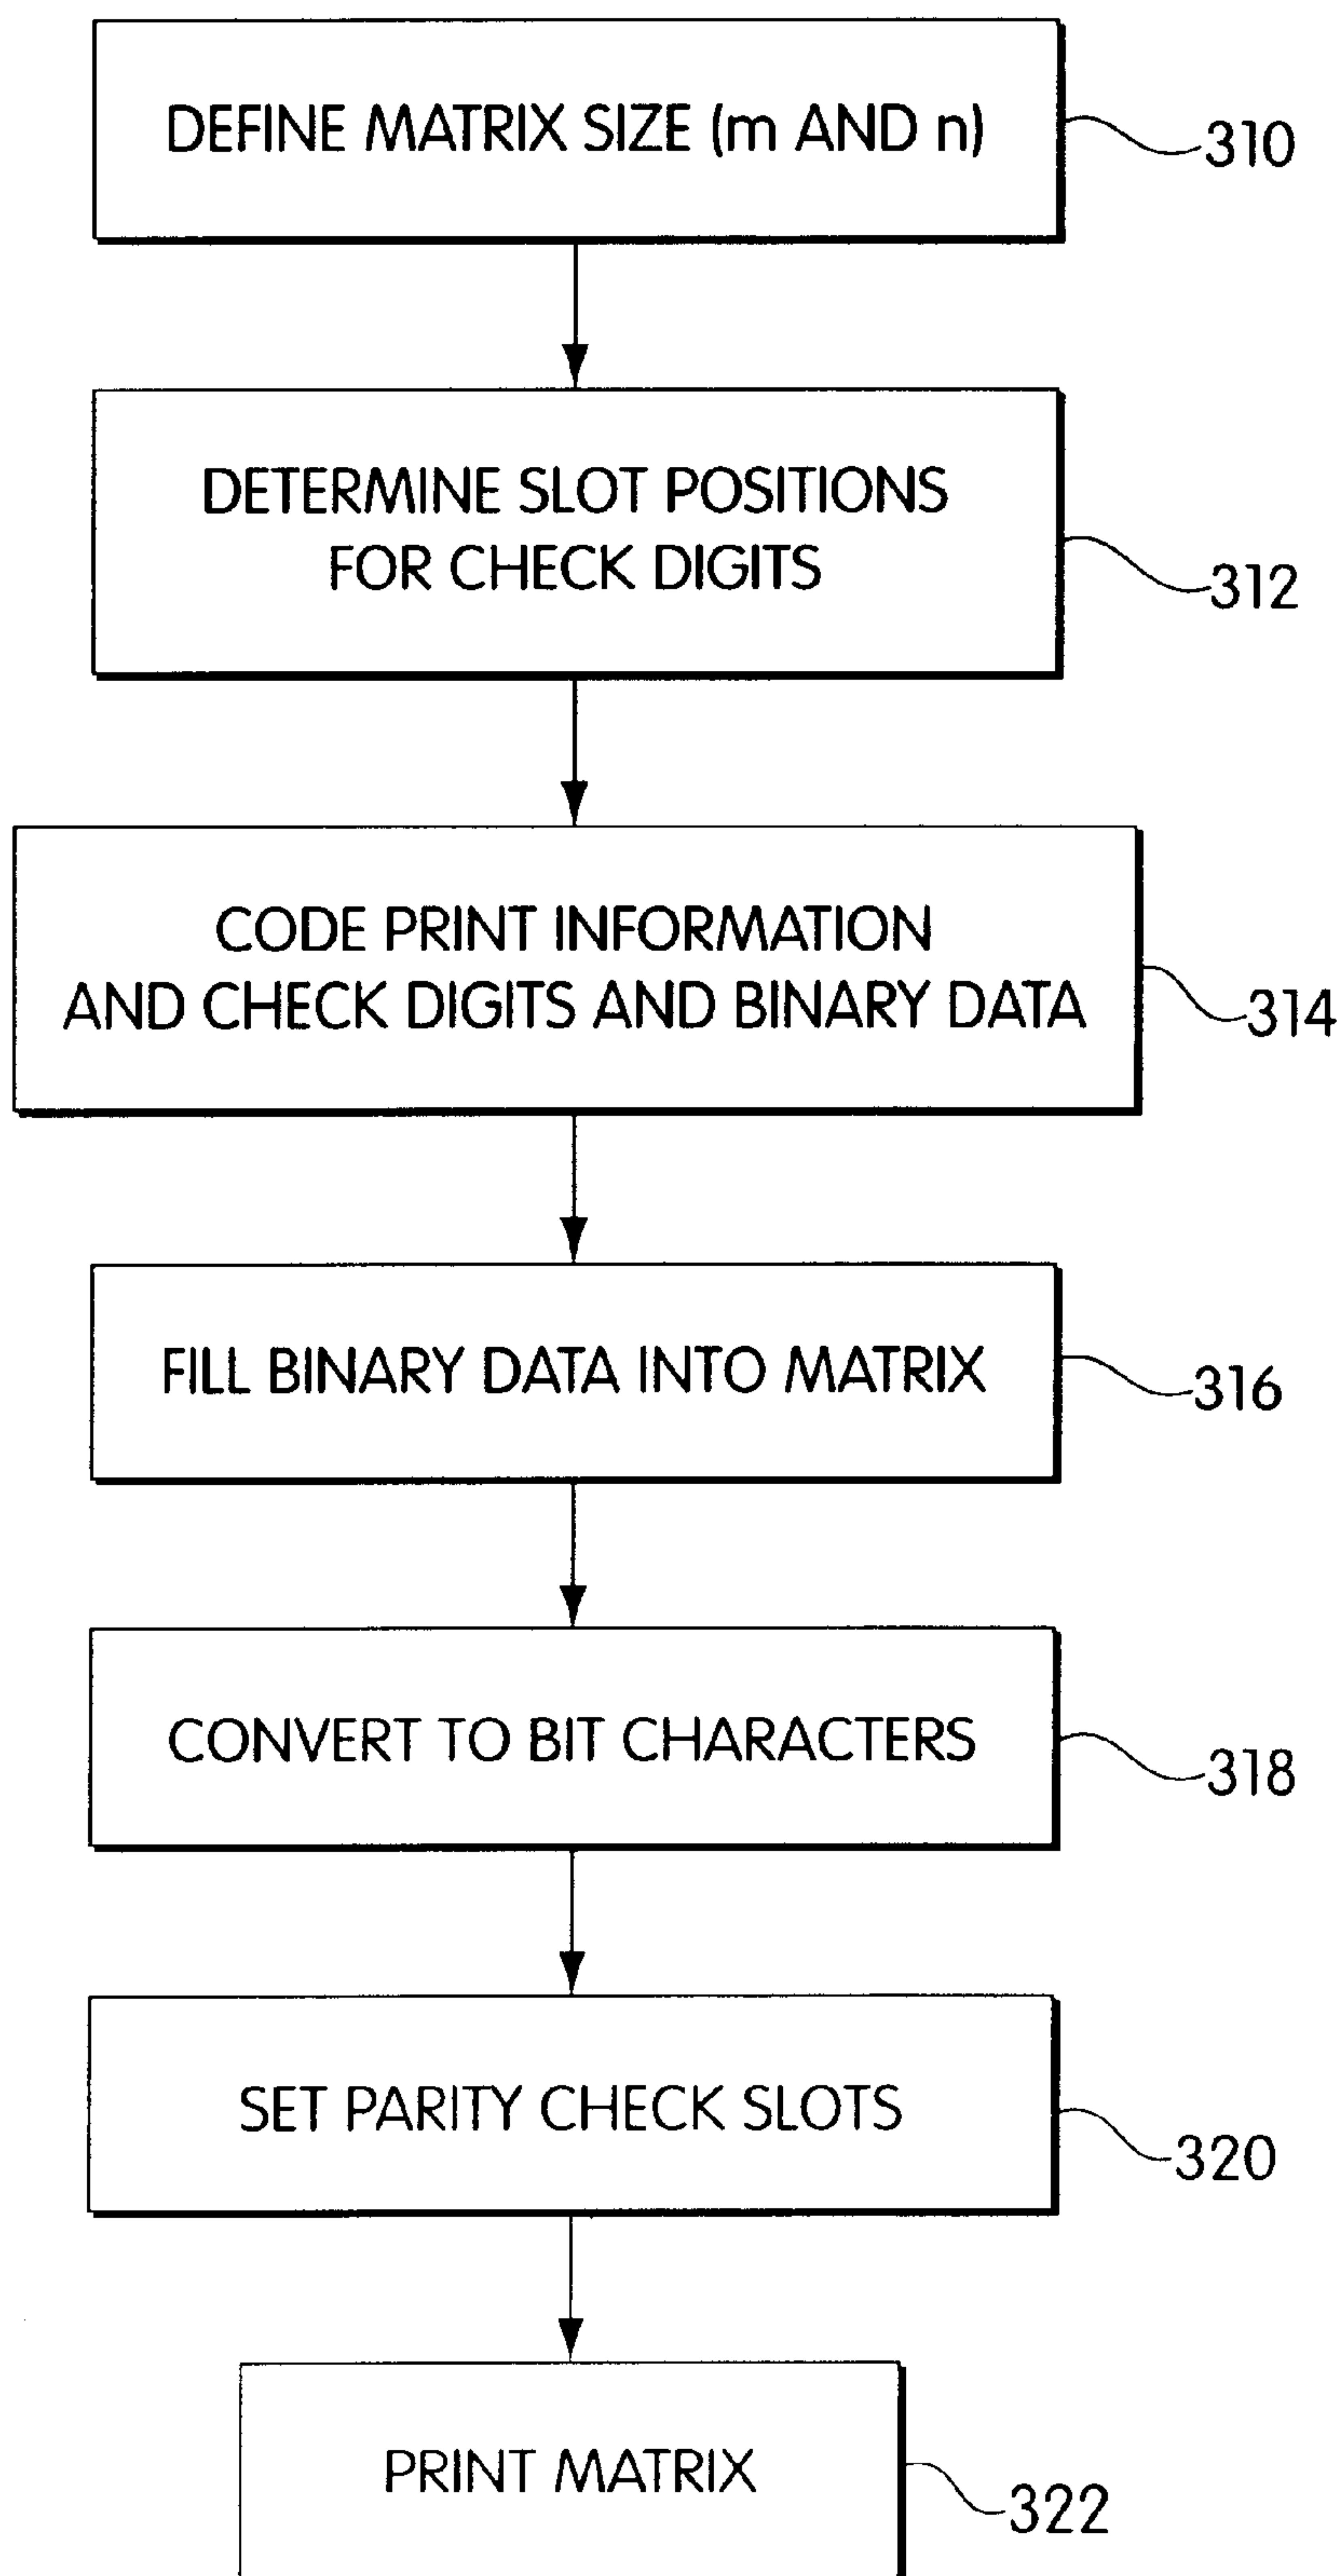 DEFINE MATRIX SIZE (m AND n)
310
DETERMINE SLOT POSITIONS
FOR CHECK DIGITS
312
CODE PRINT INFORMATION
AND CHECK DIGITS AND BINARY DATA
314
FILL BINARY DATA INTO MATRIX
316
CONVERT TO BIT CHARACTERS
318
SET PARITY CHECK SLOTS
320
PRINT MATRIX
322